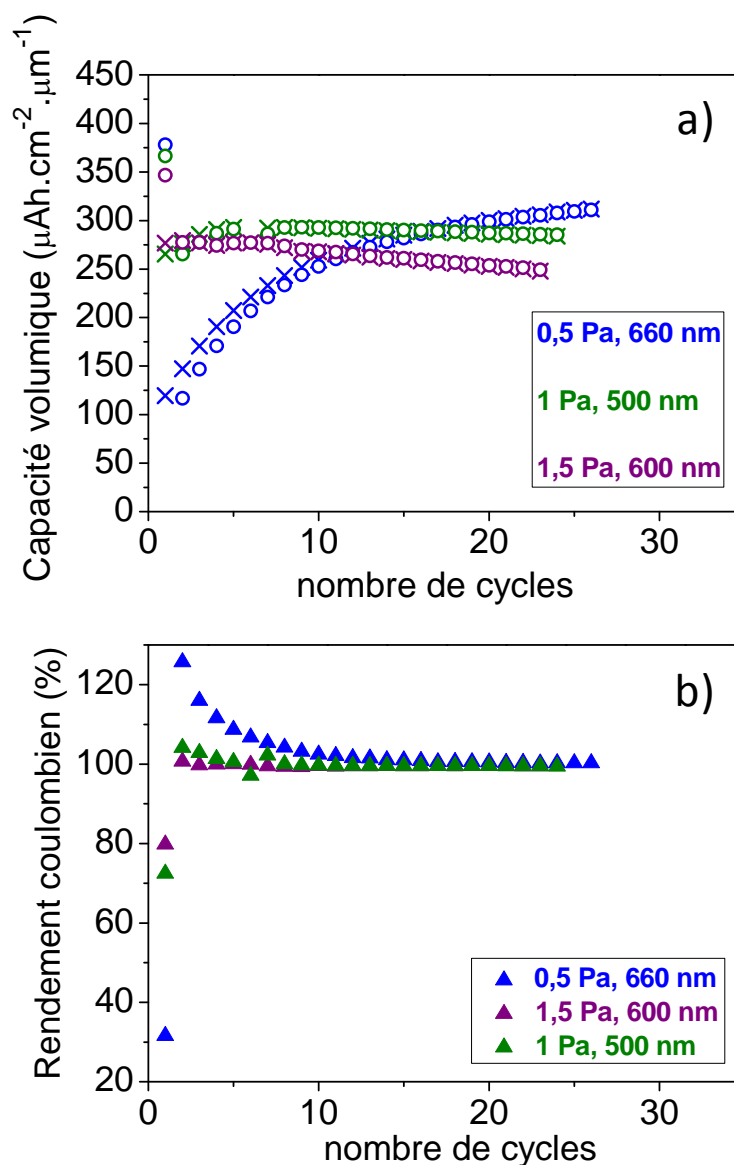 a)
Capacité volumique (µAh.cm⁻².µm⁻¹)
450
400
350
300
250
200
150
100
50
0
0,5 Pa, 660 nm
1 Pa, 500 nm
1,5 Pa, 600 nm
0 10 20 30
nombre de cycles
b)
Rendement coulombien (%)
120
100
80
60
40
20
0,5 Pa, 660 nm
1,5 Pa, 600 nm
1 Pa, 500 nm
0 10 20 30
nombre de cycles